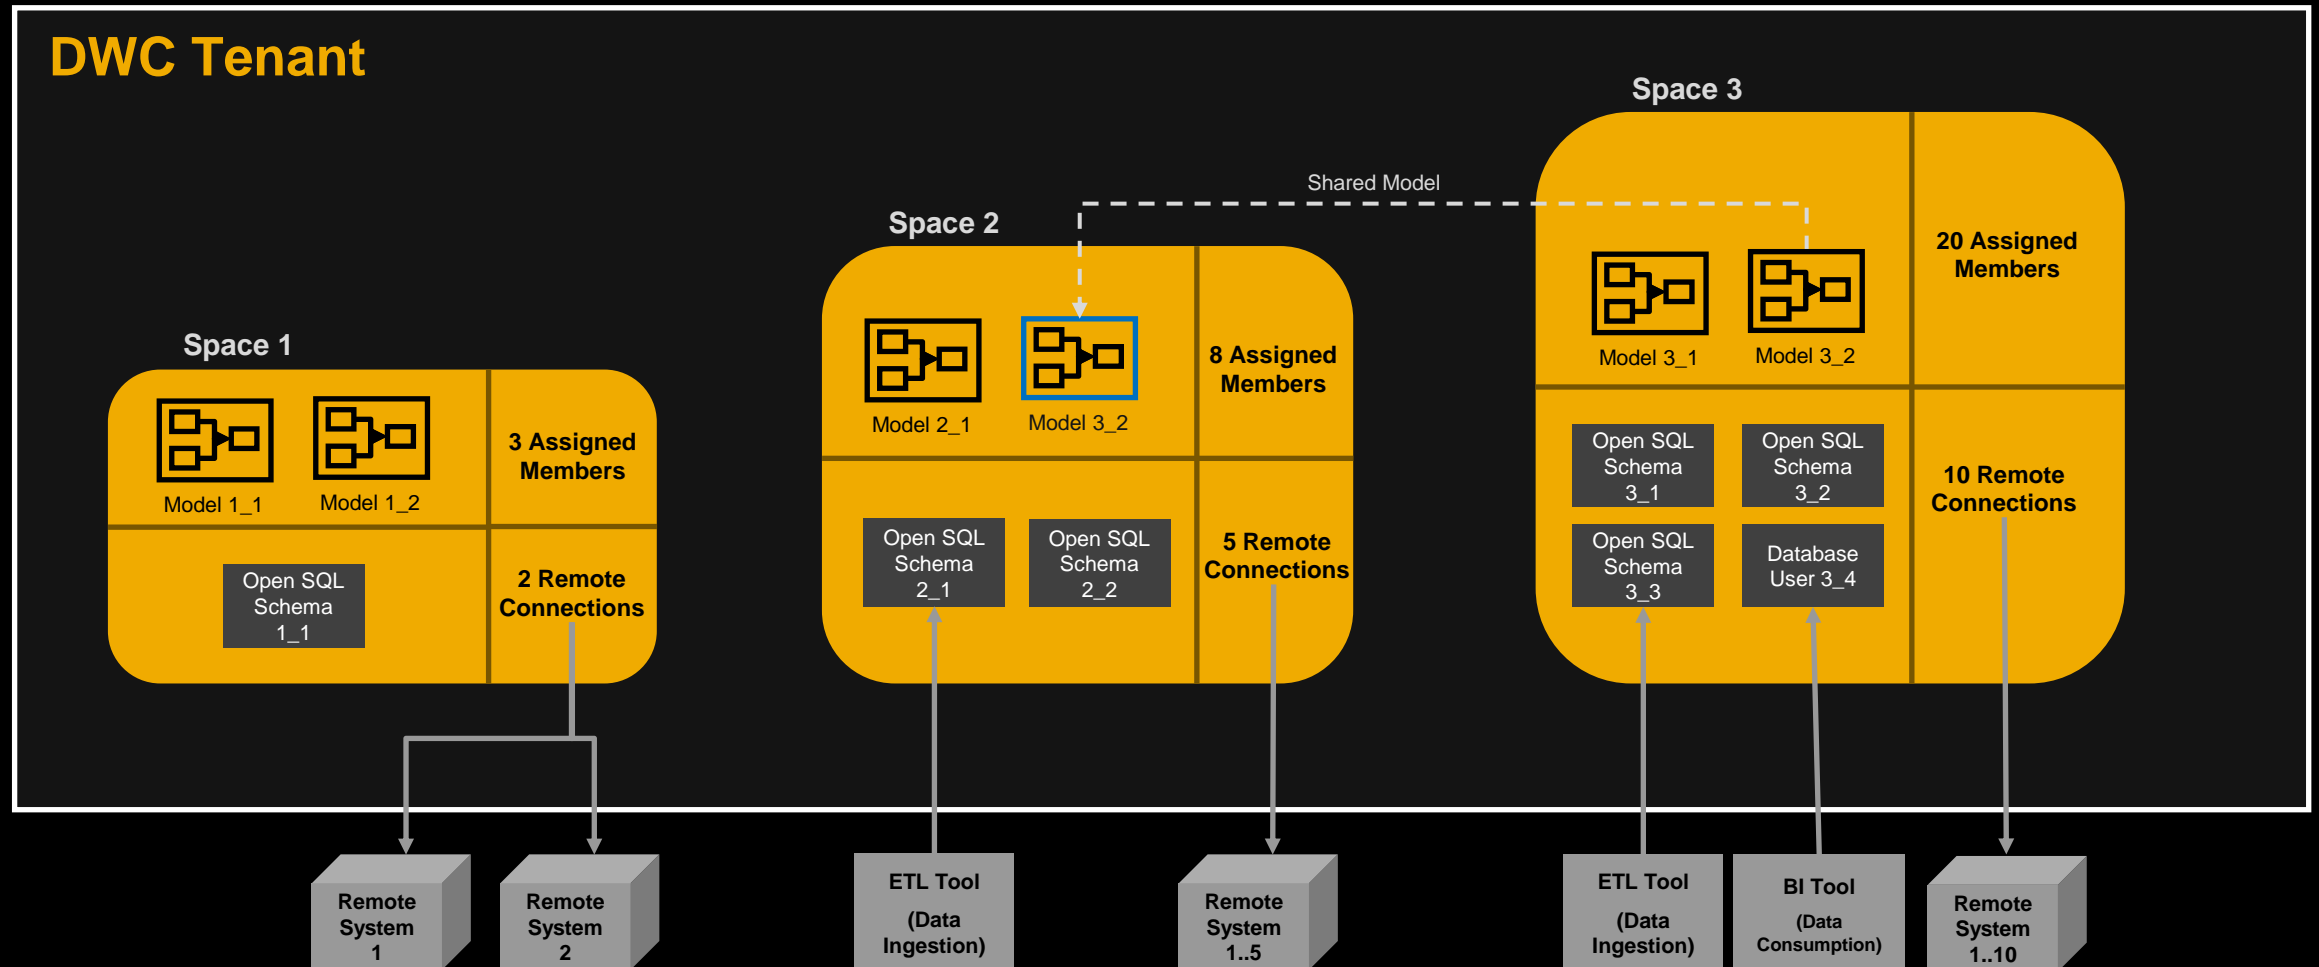 DWC Tenant
Space 1
Model 1_1
Model 1_2
3 Assigned
Members
Open SQL
Schema
1_1
2 Remote
Connections
Space 2
Model 2_1
Model 3_2
8 Assigned
Members
Open SQL
Schema
2_1
Open SQL
Schema
2_2
5 Remote
Connections
Shared Model
Space 3
Model 3_1
Model 3_2
20 Assigned
Members
Open SQL
Schema
3_1
Open SQL
Schema
3_2
Open SQL
Schema
3_3
Database
User 3_4
10 Remote
Connections
Remote
System
1
Remote
System
2
ETL Tool
(Data
Ingestion)
Remote
System
1..5
ETL Tool
(Data
Ingestion)
BI Tool
(Data
Consumption)
Remote
System
1..10